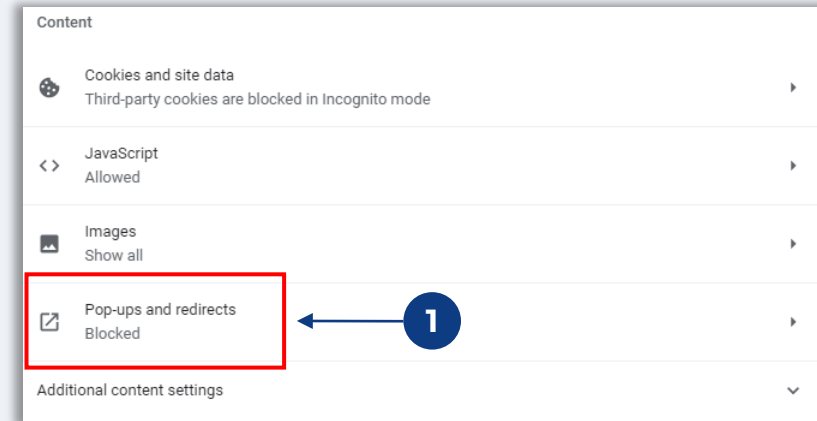 Content
Cookies and site data
Third-party cookies are blocked in Incognito mode
JavaScript
Allowed
Images
Show all
Pop-ups and redirects
Blocked
1
Additional content settings